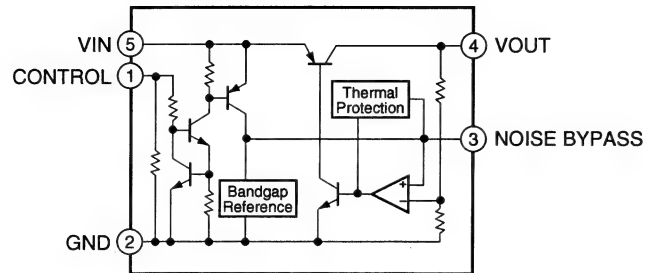 VIN 5
4 VOUT
CONTROL 1
Thermal
Protection
3 NOISE BYPASS
+
−
Bandgap
Reference
GND 2